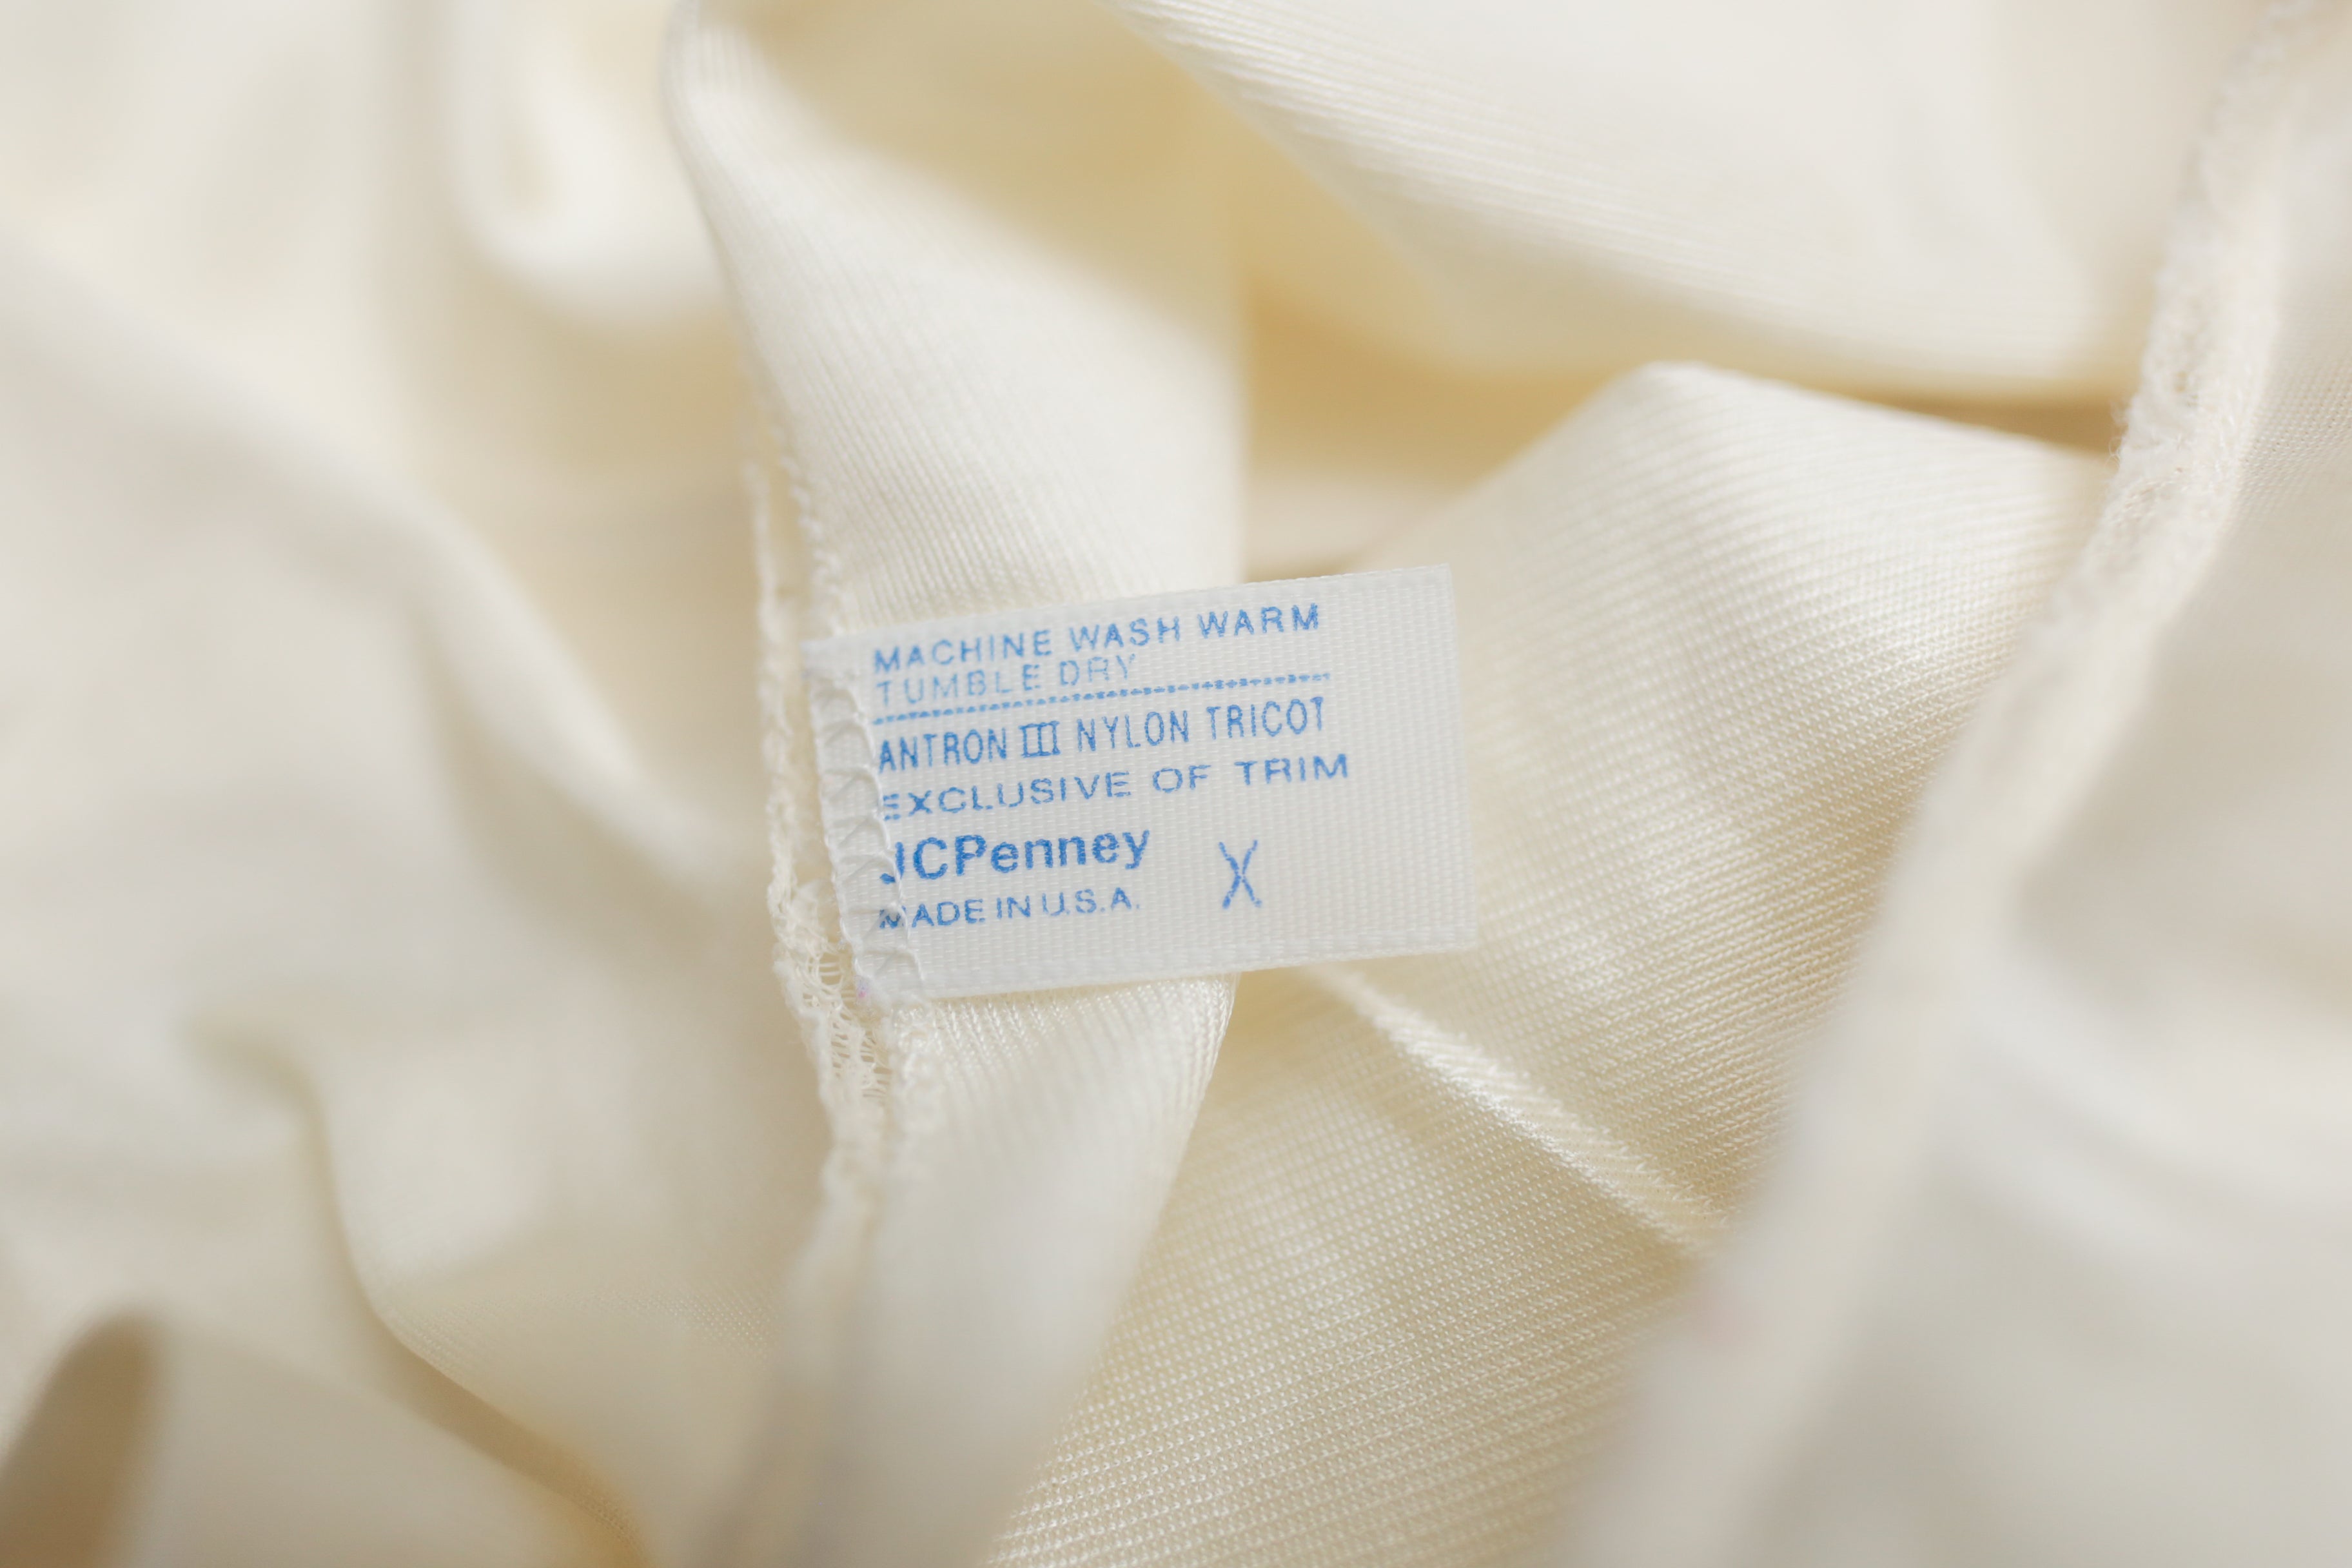 MACHINE WASH WARM
TUMBLE DRY
ANTRON III NYLON TRICOT
EXCLUSIVE OF TRIM
JCPenney X
MADE IN U.S.A.